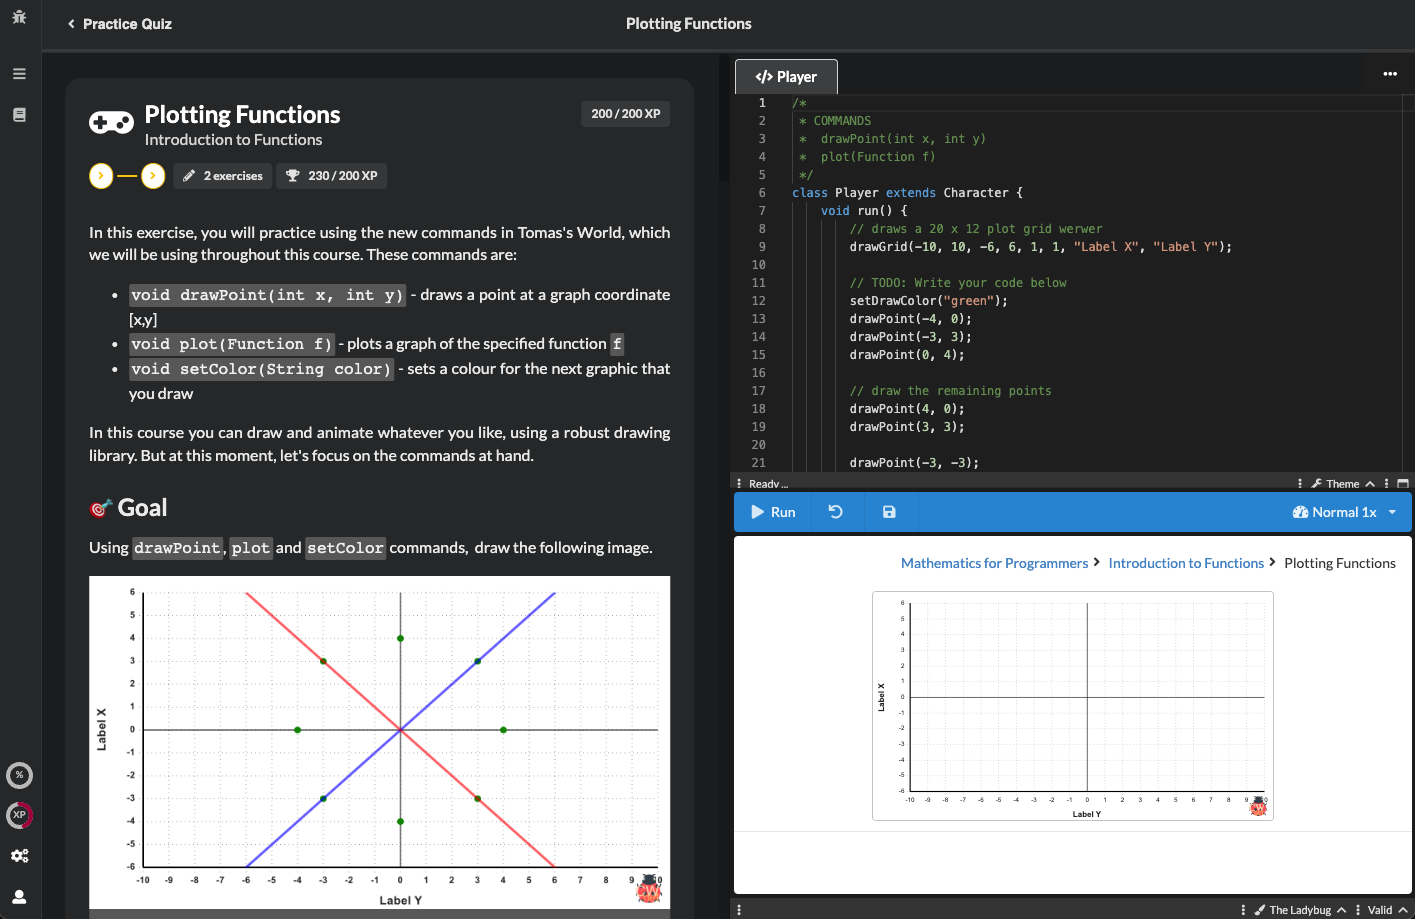 Practice Quiz
Plotting Functions
Plotting Functions
Introduction to Functions
200 / 200 XP
2 exercises
230 / 200 XP
In this exercise, you will practice using the new commands in Tomas's World, which
we will be using throughout this course. These commands are:
• void drawPoint(int x, int y) - draws a point at a graph coordinate
[x,y]
• void plot(Function f) - plots a graph of the specified function f
• void setColor(String color) - sets a colour for the next graphic that
you draw
In this course you can draw and animate whatever you like, using a robust drawing
library. But at this moment, let's focus on the commands at hand.
Goal
Using drawPoint, plot and setColor commands, draw the following image.
6
5
4
3
2
1
0
-1
-2
-3
-4
-5
-6
Label X
-10 -9 -8 -7 -6 -5 -4 -3 -2 -1 0 1 2 3 4 5 6 7 8 9 0
Label Y
CW
%
XP
</> Player
1 /*
2 * COMMANDS
3 * drawPoint(int x, int y)
4 * plot(Function f)
5 */
6 class Player extends Character {
7 void run() {
8 // draws a 20 x 12 plot grid werwer
9 drawGrid(-10, 10, -6, 6, 1, 1, "Label X", "Label Y");
10
11 // TODO: Write your code below
12 setDrawColor("green");
13 drawPoint(-4, 0);
14 drawPoint(-3, 3);
15 drawPoint(0, 4);
16
17 // draw the remaining points
18 drawPoint(4, 0);
19 drawPoint(3, 3);
20
21 drawPoint(-3, -3);
Ready ...
Theme
Run
Normal 1x
Mathematics for Programmers > Introduction to Functions > Plotting Functions
6
5
4
3
2
1
0
-1
-2
-3
-4
-5
-6
Label X
-10 -9 -8 -7 -6 -5 -4 -3 -2 -1 0 1 2 3 4 5 6 7 8 9 0
Label Y
The Ladybug
Valid